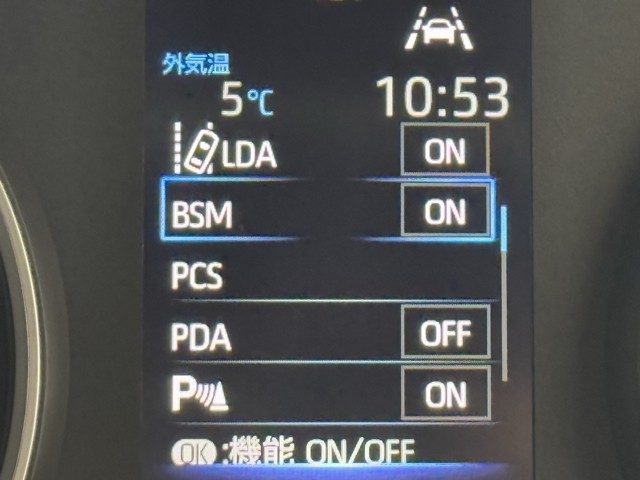 外気温
5℃ 10:53
LDA ON
BSM ON
PCS
PDA OFF
P ON
OK :機能 ON/OFF